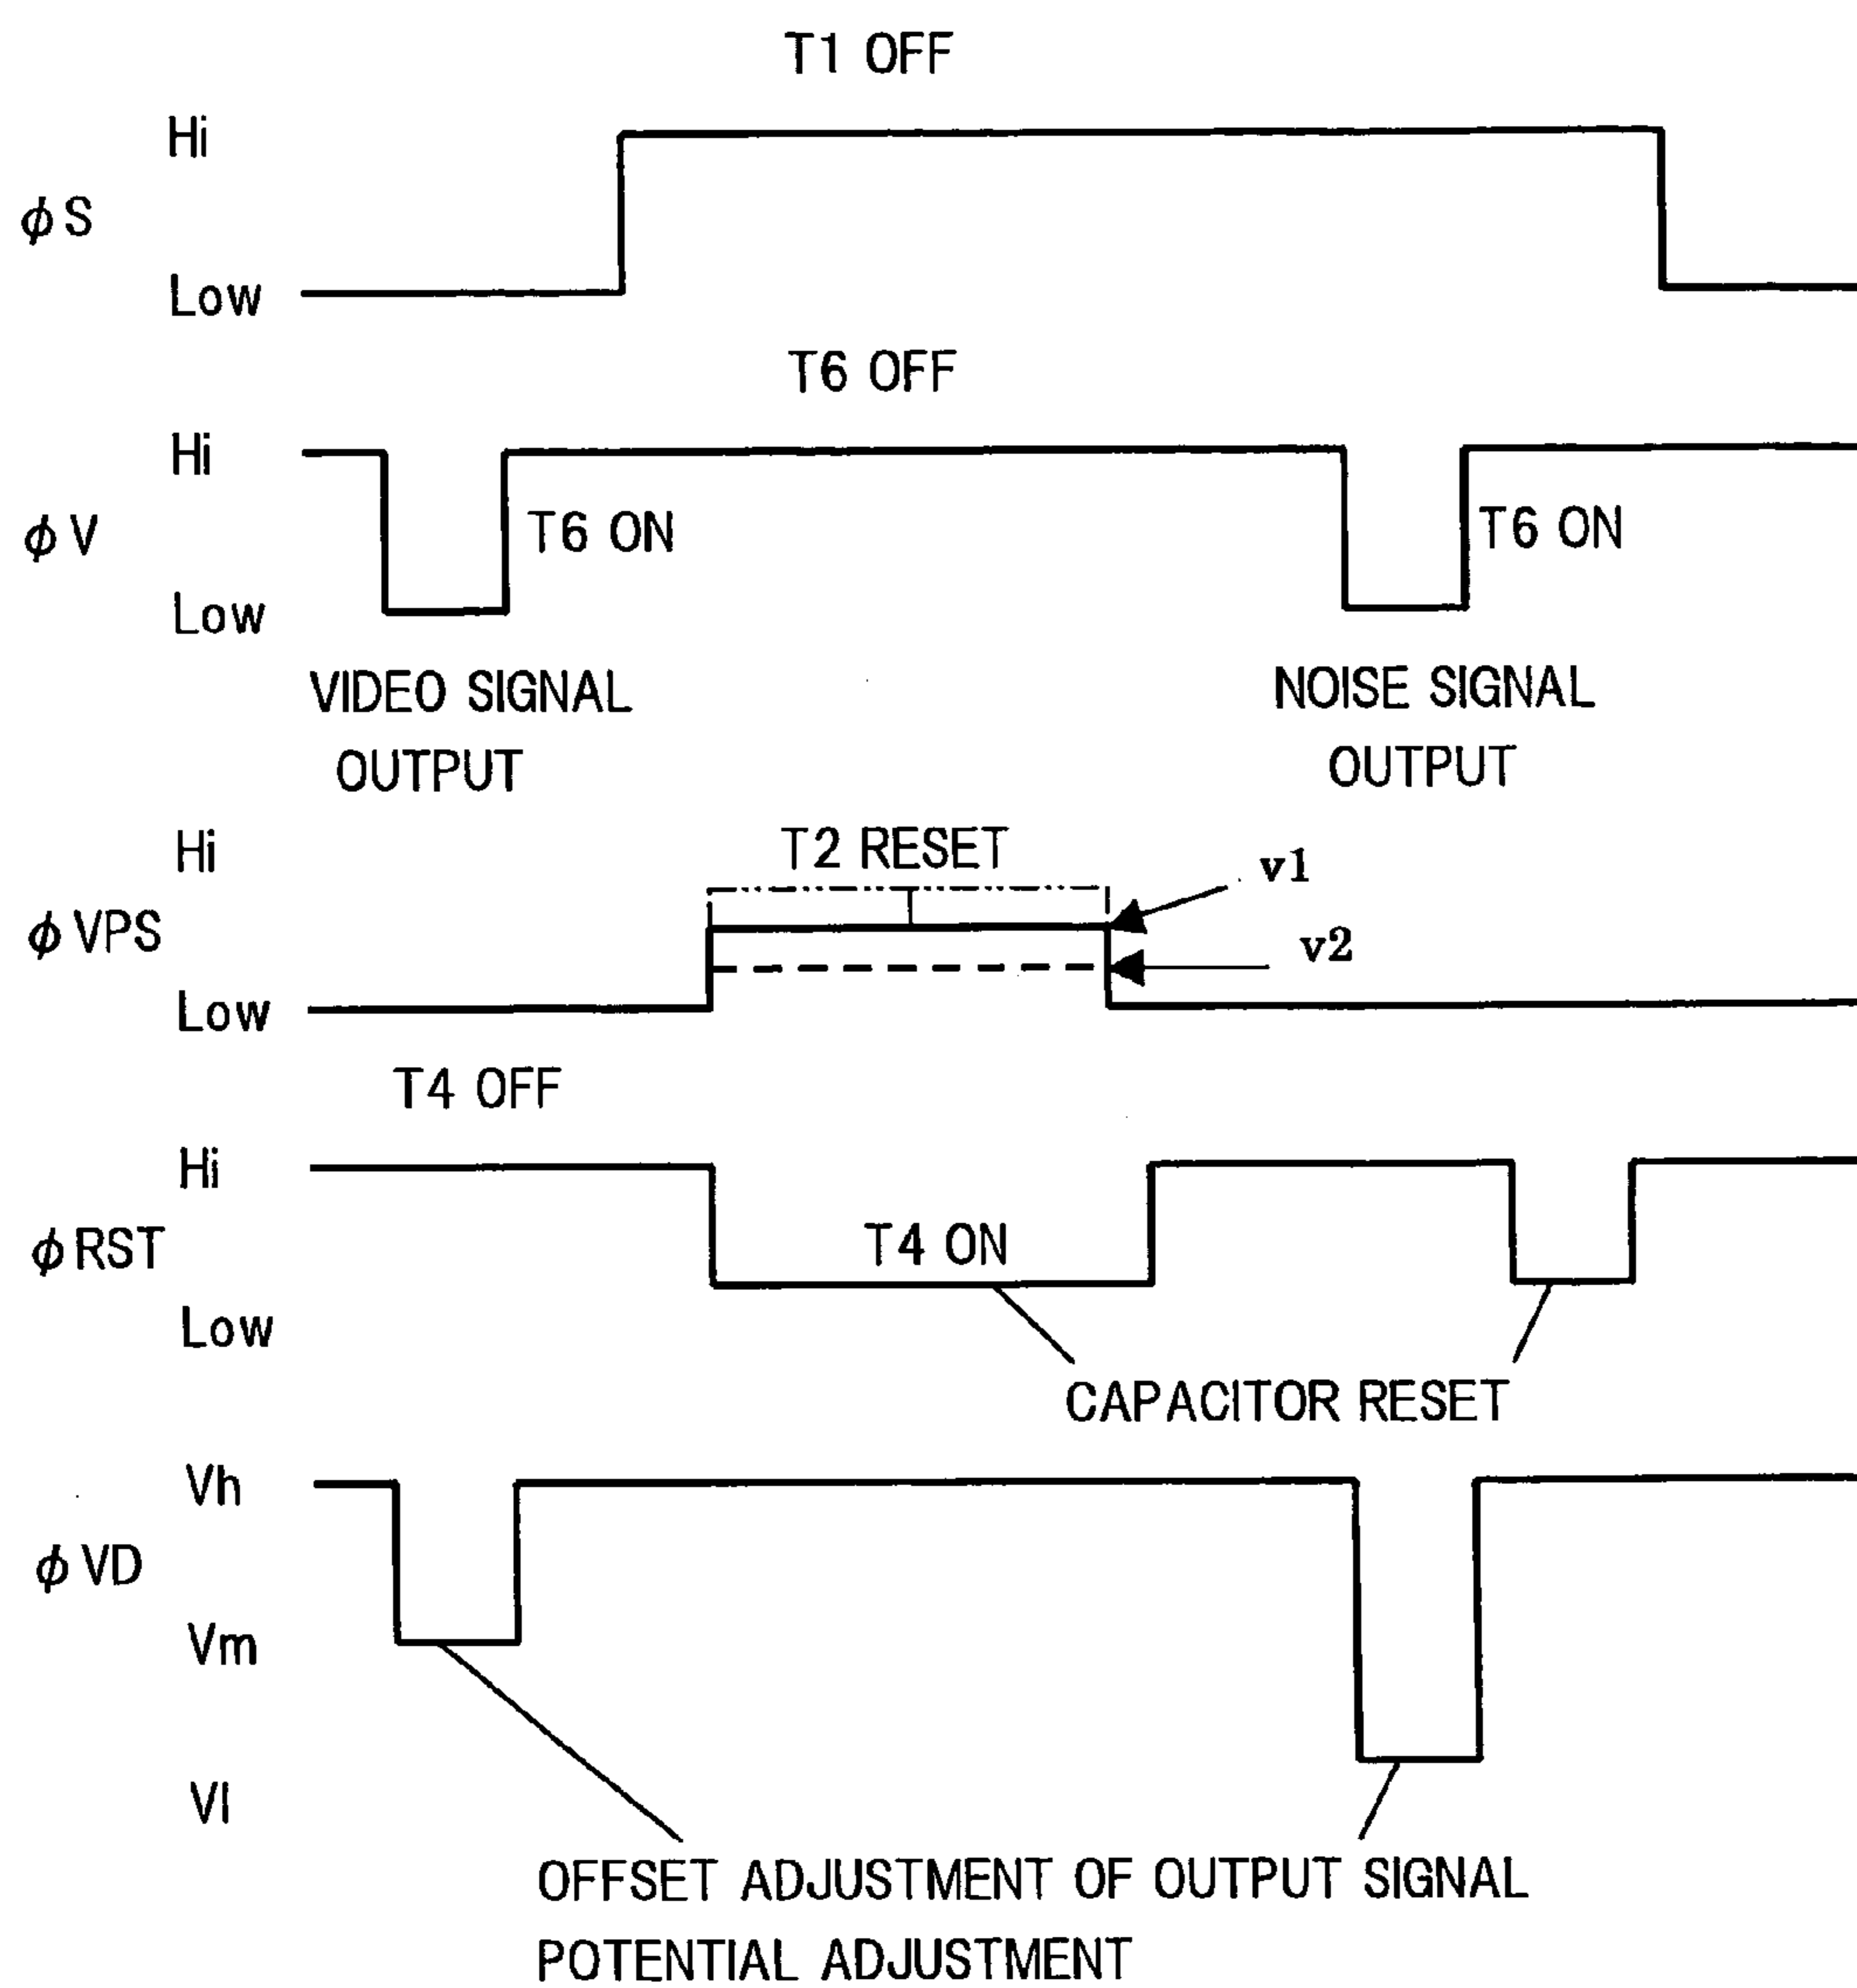 T1 OFF
Hi
ϕS
Low
T6 OFF
Hi
ϕV
T6 ON
T6 ON
Low
VIDEO SIGNAL
OUTPUT
NOISE SIGNAL
OUTPUT
Hi
T2 RESET
v1
ϕVPS
v2
Low
T4 OFF
Hi
ϕRST
T4 ON
Low
CAPACITOR RESET
Vh
ϕVD
Vm
Vl
OFFSET ADJUSTMENT OF OUTPUT SIGNAL
POTENTIAL ADJUSTMENT